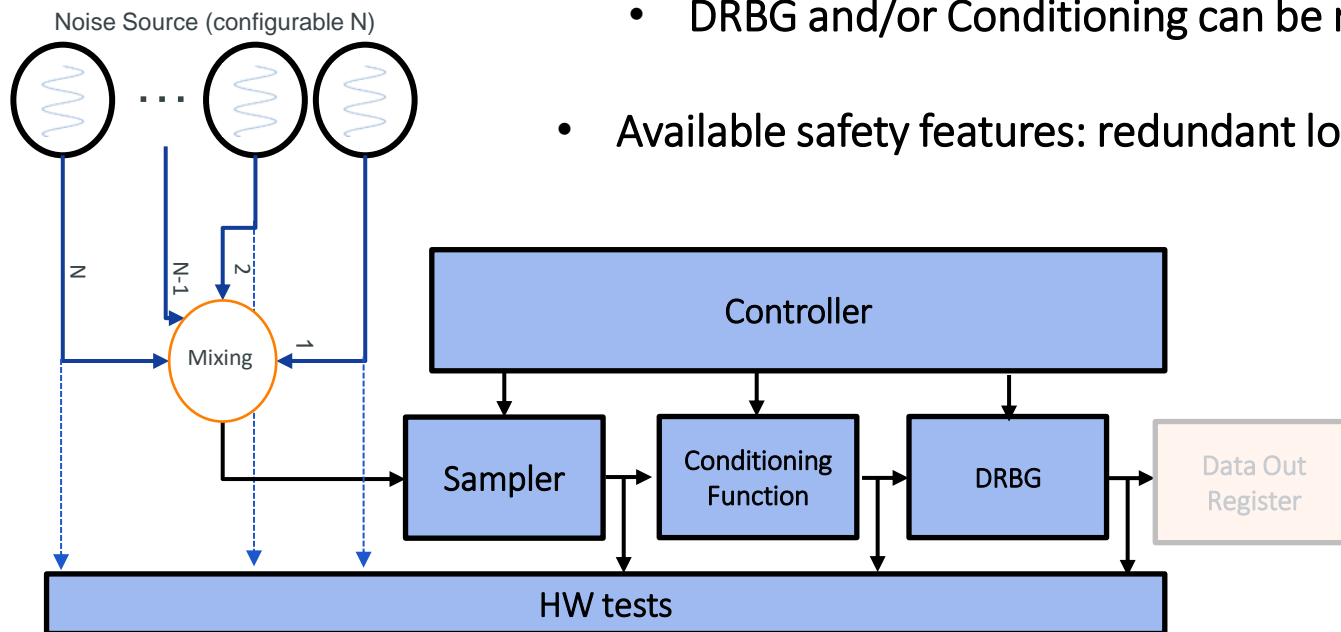 Noise Source (configurable N)
• DRBG and/or Conditioning can be
• Available safety features: redundant
. . .
N
N-1
2
1
Mixing
Controller
Sampler
Conditioning
Function
DRBG
Data Out
Register
HW tests